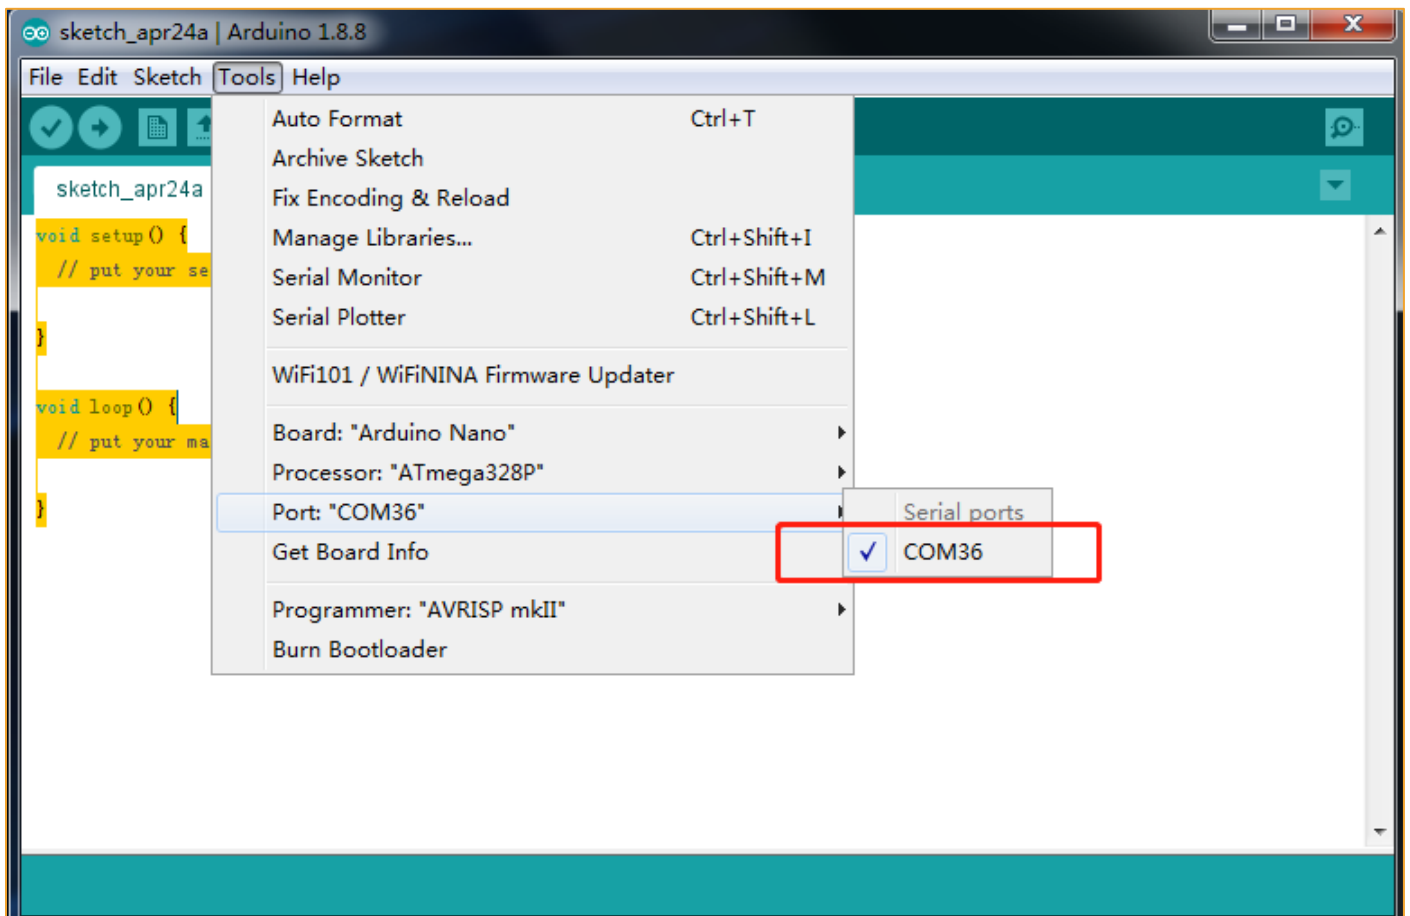 sketch_apr24a | Arduino 1.8.8
File Edit Sketch Tools Help
sketch_apr24a
void setup() {
// put your se
}
void loop() {
// put your ma
}
Auto Format Ctrl+T
Archive Sketch
Fix Encoding & Reload
Manage Libraries... Ctrl+Shift+I
Serial Monitor Ctrl+Shift+M
Serial Plotter Ctrl+Shift+L
WiFi101 / WiFiNINA Firmware Updater
Board: "Arduino Nano"
Processor: "ATmega328P"
Port: "COM36"
Get Board Info
Programmer: "AVRISP mkII"
Burn Bootloader
Serial ports
COM36